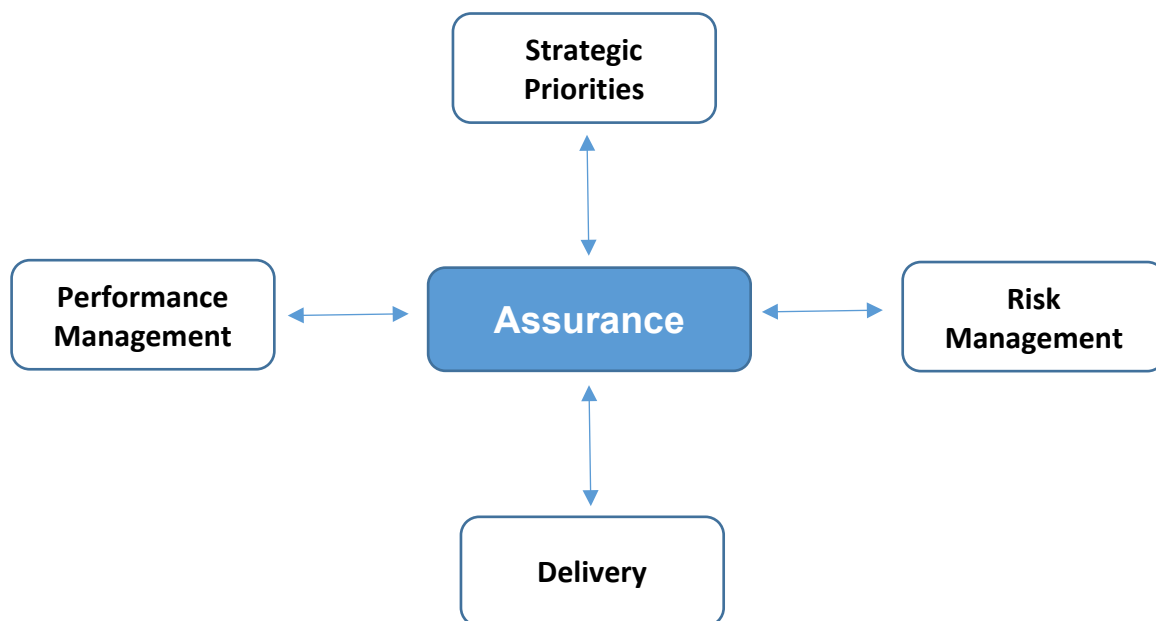 Strategic
Priorities
Performance
Management
Assurance
Risk
Management
Delivery